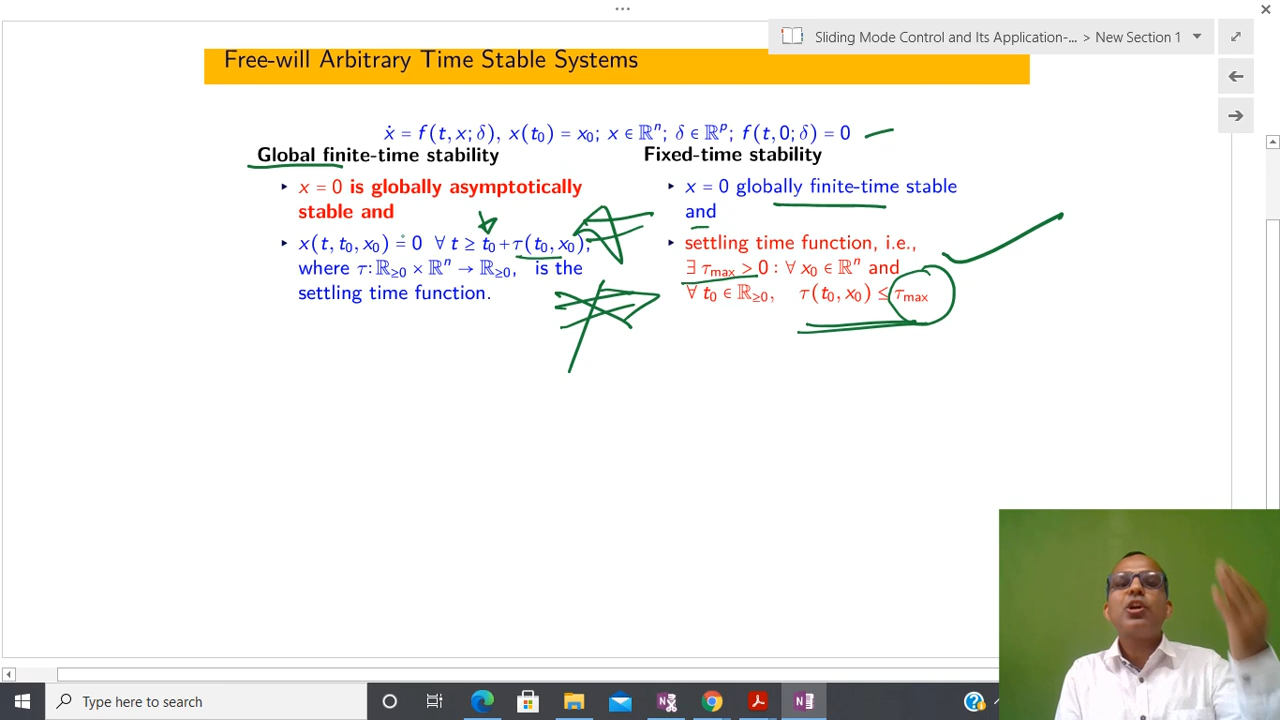 Sliding Mode Control and Its Application-... > New Section 1
Free-will Arbitrary Time Stable Systems
ẋ = f(t, x; δ), x(t₀) = x₀; x ∈ ℝⁿ; δ ∈ ℝᵖ; f(t, 0; δ) = 0
Global finite-time stability
x = 0 is globally asymptotically
stable and
x(t, t₀, x₀) = 0 ∀ t ≥ t₀+τ(t₀, x₀),
where τ: ℝ≥0 × ℝⁿ → ℝ≥0, is the
settling time function.
Fixed-time stability
x = 0 globally finite-time stable
and
settling time function, i.e.,
∃ τmax > 0 : ∀ x₀ ∈ ℝⁿ and
∀ t₀ ∈ ℝ≥0, τ(t₀, x₀) ≤ τmax
Type here to search